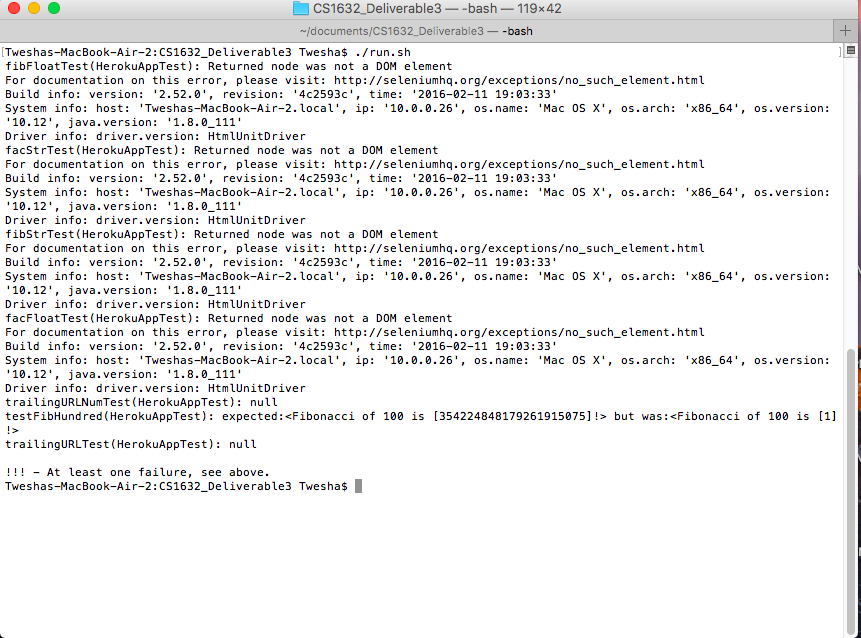 CS1632_Deliverable3 — -bash — 119×42
~/documents/CS1632_Deliverable3 — -bash
[Tweshas-MacBook-Air-2:CS1632_Deliverable3 Twesha$ ./run.sh ]
fibFloatTest(HerokuAppTest): Returned node was not a DOM element
For documentation on this error, please visit: http://seleniumhq.org/exceptions/no_such_element.html
Build info: version: '2.52.0', revision: '4c2593c', time: '2016-02-11 19:03:33'
System info: host: 'Tweshas-MacBook-Air-2.local', ip: '10.0.0.26', os.name: 'Mac OS X', os.arch: 'x86_64', os.version:
'10.12', java.version: '1.8.0_111'
Driver info: driver.version: HtmlUnitDriver
facStrTest(HerokuAppTest): Returned node was not a DOM element
For documentation on this error, please visit: http://seleniumhq.org/exceptions/no_such_element.html
Build info: version: '2.52.0', revision: '4c2593c', time: '2016-02-11 19:03:33'
System info: host: 'Tweshas-MacBook-Air-2.local', ip: '10.0.0.26', os.name: 'Mac OS X', os.arch: 'x86_64', os.version:
'10.12', java.version: '1.8.0_111'
Driver info: driver.version: HtmlUnitDriver
fibStrTest(HerokuAppTest): Returned node was not a DOM element
For documentation on this error, please visit: http://seleniumhq.org/exceptions/no_such_element.html
Build info: version: '2.52.0', revision: '4c2593c', time: '2016-02-11 19:03:33'
System info: host: 'Tweshas-MacBook-Air-2.local', ip: '10.0.0.26', os.name: 'Mac OS X', os.arch: 'x86_64', os.version:
'10.12', java.version: '1.8.0_111'
Driver info: driver.version: HtmlUnitDriver
facFloatTest(HerokuAppTest): Returned node was not a DOM element
For documentation on this error, please visit: http://seleniumhq.org/exceptions/no_such_element.html
Build info: version: '2.52.0', revision: '4c2593c', time: '2016-02-11 19:03:33'
System info: host: 'Tweshas-MacBook-Air-2.local', ip: '10.0.0.26', os.name: 'Mac OS X', os.arch: 'x86_64', os.version:
'10.12', java.version: '1.8.0_111'
Driver info: driver.version: HtmlUnitDriver
trailingURLNumTest(HerokuAppTest): null
testFibHundred(HerokuAppTest): expected:<Fibonacci of 100 is [354224848179261915075]!> but was:<Fibonacci of 100 is [1]
!>
trailingURLTest(HerokuAppTest): null
!!! - At least one failure, see above.
Tweshas-MacBook-Air-2:CS1632_Deliverable3 Twesha$